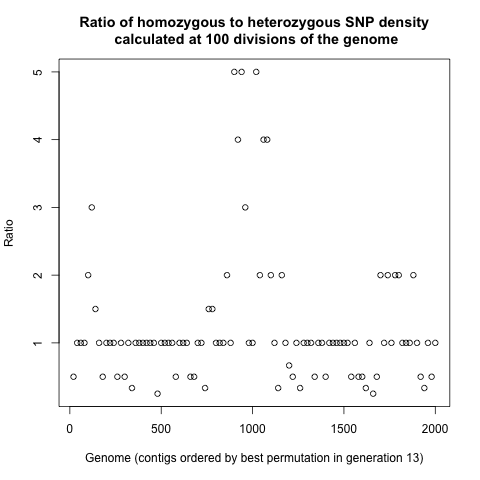 Ratio of homozygous to heterozygous SNP density
calculated at 100 divisions of the genome
5
4
3
2
1
Ratio
0 500 1000 1500 2000
Genome (contigs ordered by best permutation in generation 13)